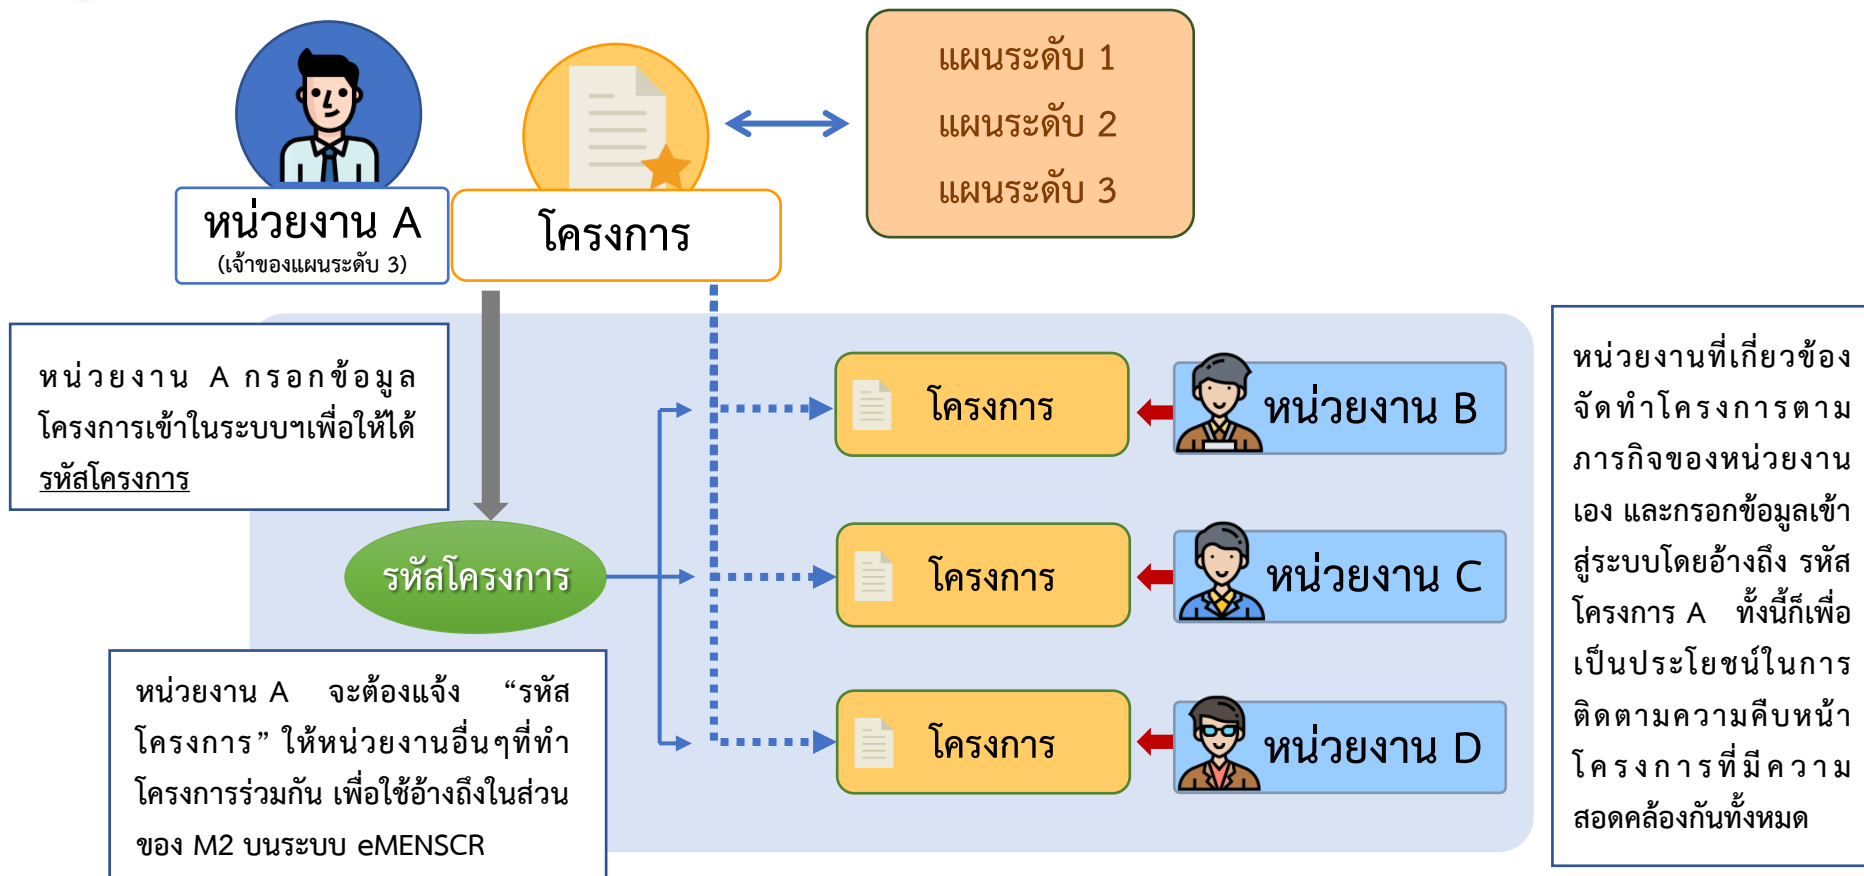 แผนระดับ 1
แผนระดับ 2
แผนระดับ 3
หน่วยงาน A
(เจ้าของแผนระดับ 3)
โครงการ
หน่วยงาน A กรอกข้อมูล
โครงการเข้าในระบบฯเพื่อให้ได้
รหัสโครงการ
รหัสโครงการ
หน่วยงาน A จะต้องแจ้ง “รหัส
โครงการ” ให้หน่วยงานอื่นๆที่ทำ
โครงการร่วมกัน เพื่อใช้อ้างถึงในส่วน
ของ M2 บนระบบ eMENSCR
โครงการ
หน่วยงาน B
โครงการ
หน่วยงาน C
โครงการ
หน่วยงาน D
หน่วยงานที่เกี่ยวข้อง
จัดทำโครงการตาม
ภารกิจของหน่วยงาน
เอง และกรอกข้อมูลเข้า
สู่ระบบโดยอ้างถึง รหัส
โครงการ A ทั้งนี้ก็เพื่อ
เป็นประโยชน์ในการ
ติดตามความคืบหน้า
โครงการที่มีความ
สอดคล้องกันทั้งหมด